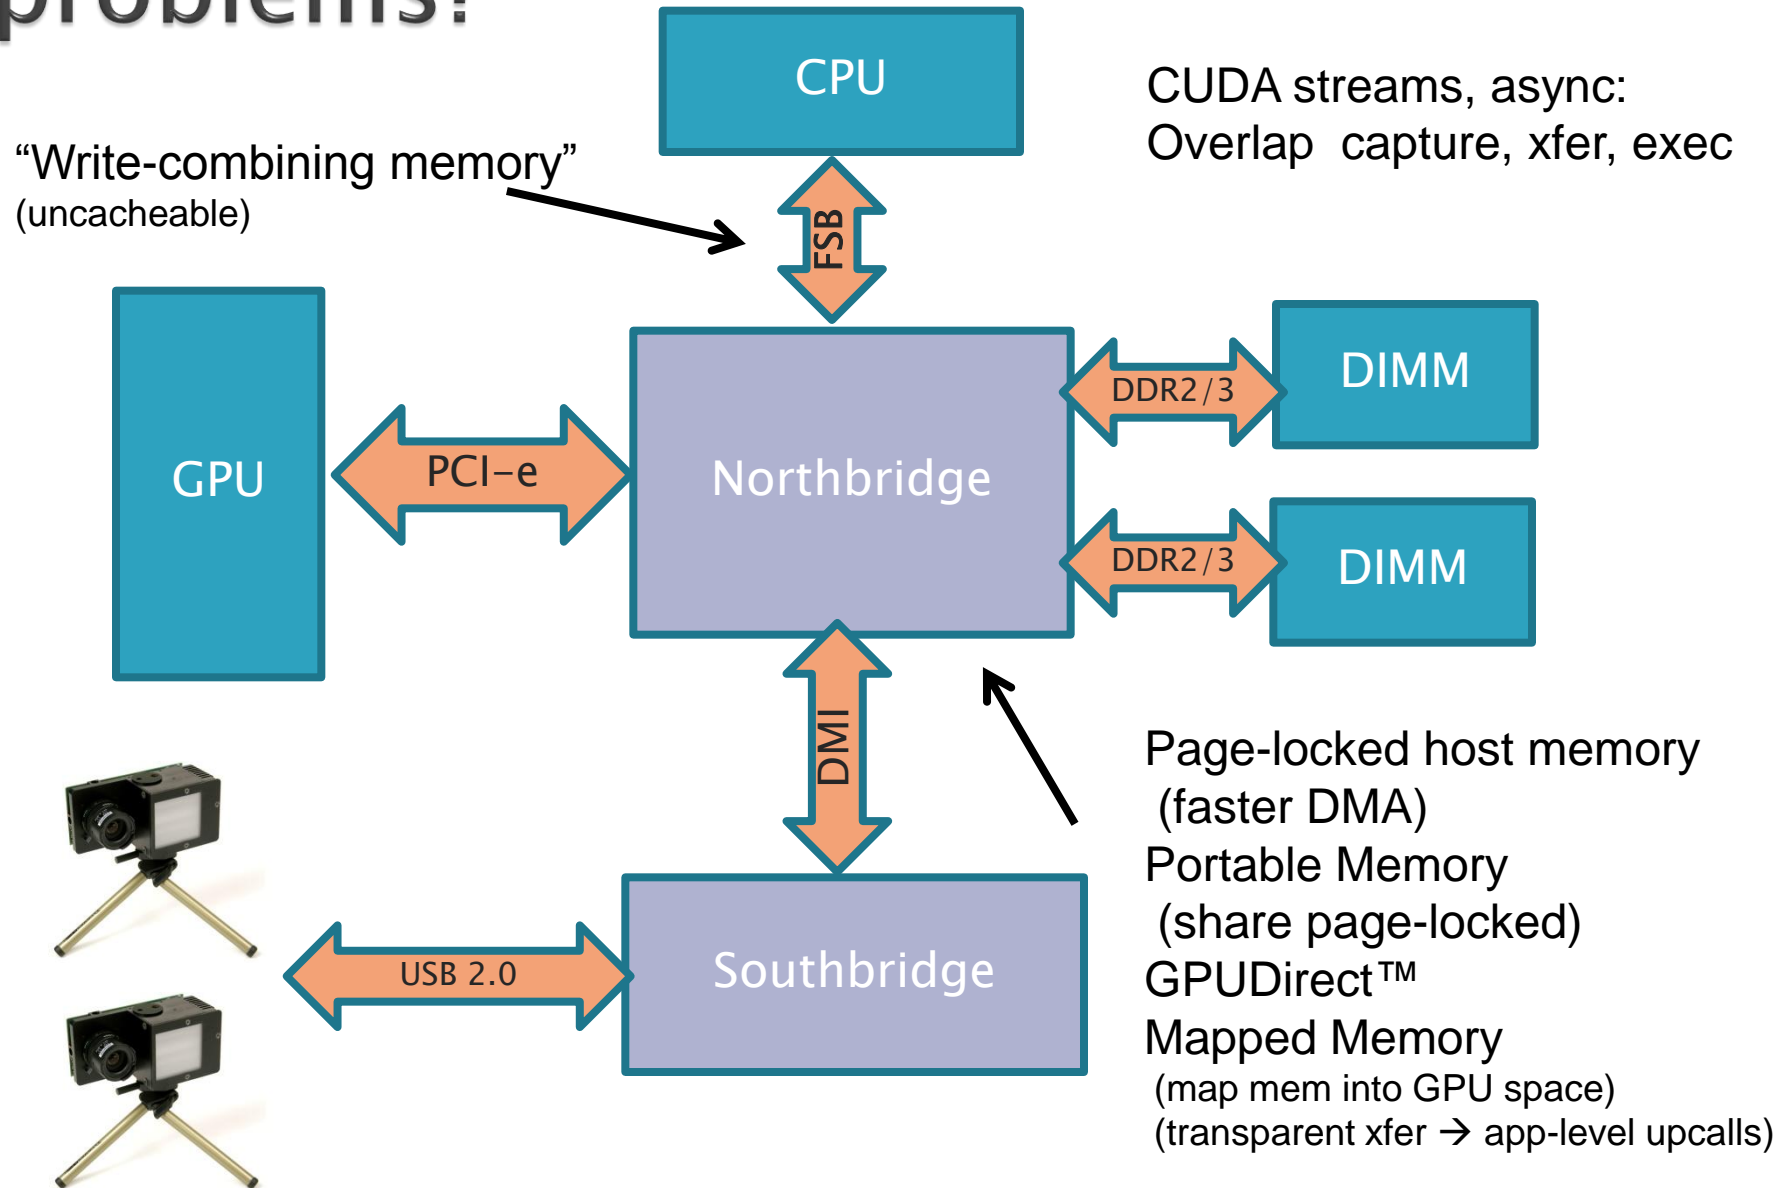 problems?
CPU
CUDA streams, async:
Overlap capture, xfer, exec
“Write-combining memory”
(uncacheable)
FSB
GPU
PCI-e
Northbridge
DDR2/3
DIMM
DDR2/3
DIMM
DMI
USB 2.0
Southbridge
Page-locked host memory
(faster DMA)
Portable Memory
(share page-locked)
GPUDirect™
Mapped Memory
(map mem into GPU space)
(transparent xfer → app-level upcalls)